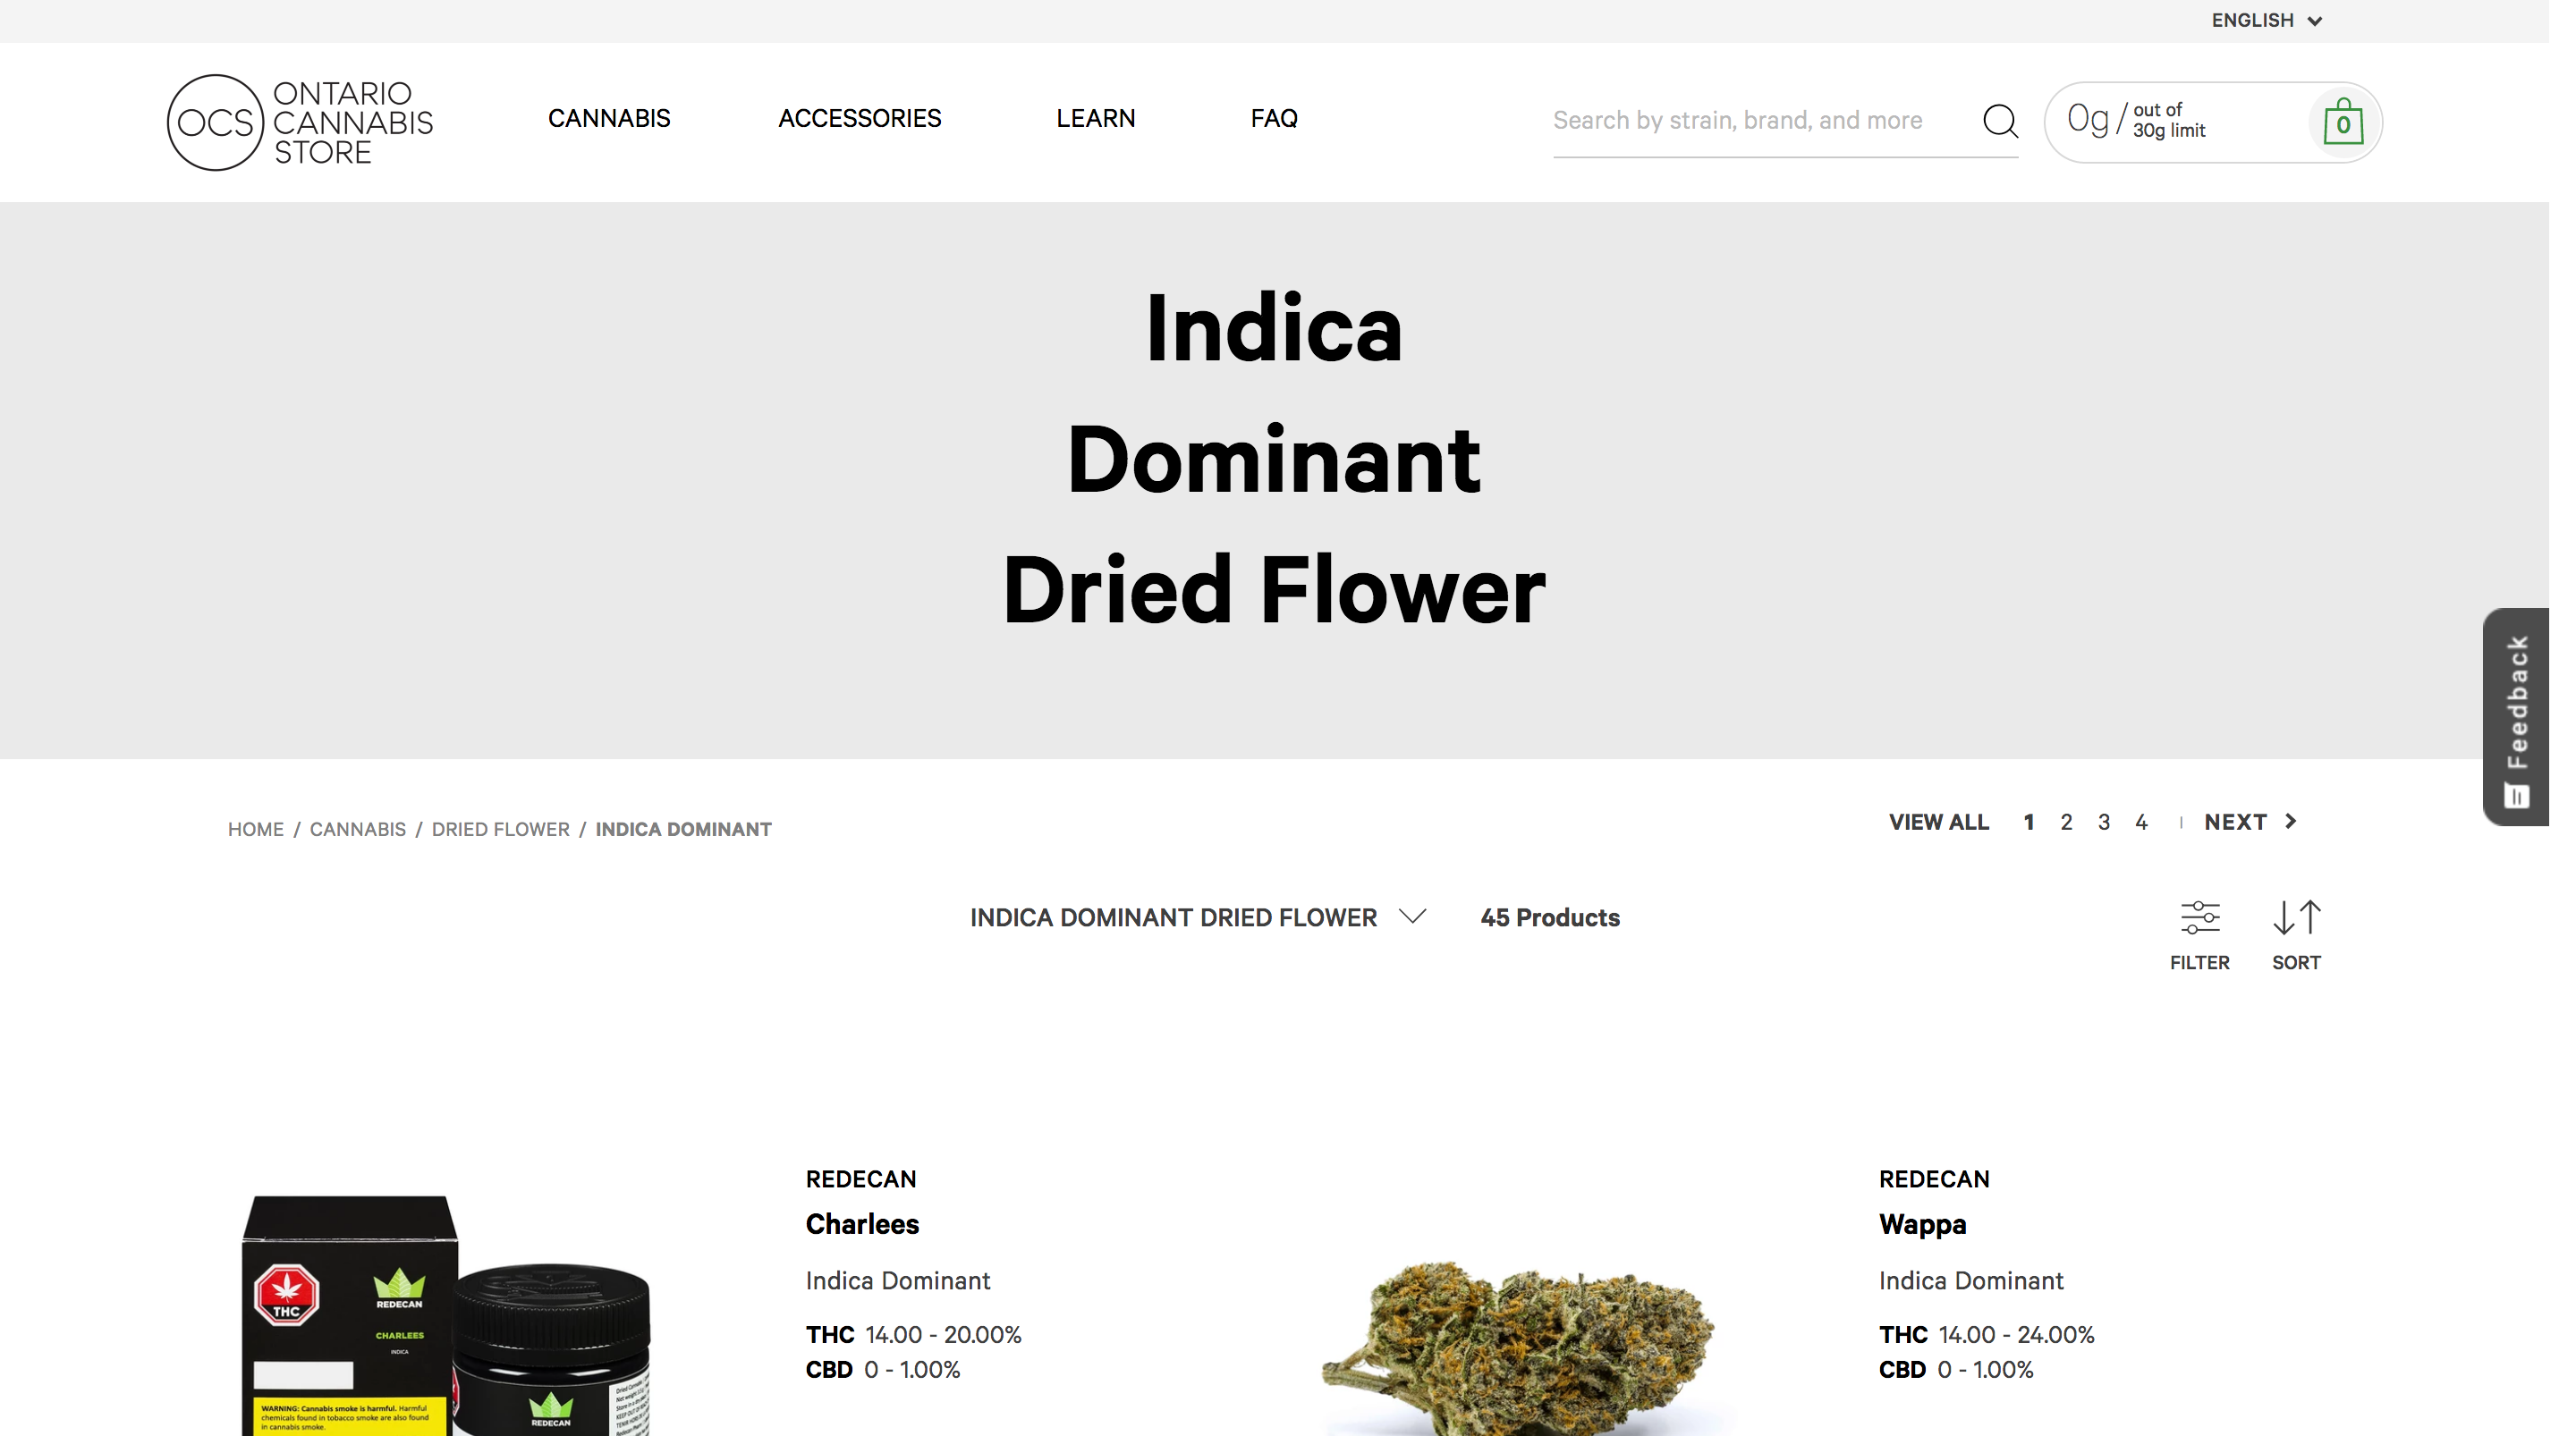 ENGLISH
OCS
ONTARIO
CANNABIS
STORE
CANNABIS
ACCESSORIES
LEARN
FAQ
Search by strain, brand, and more
0g / out of
30g limit
0
Indica
Dominant
Dried Flower
Feedback
HOME / CANNABIS / DRIED FLOWER / INDICA DOMINANT
VIEW ALL 1 2 3 4 | NEXT
INDICA DOMINANT DRIED FLOWER
45 Products
FILTER
SORT
REDECAN
Charlees
Indica Dominant
THC 14.00 - 20.00%
CBD 0 - 1.00%
REDECAN
Wappa
Indica Dominant
THC 14.00 - 24.00%
CBD 0 - 1.00%
THC
REDECAN
CHARLEES
INDICA
WARNING: Cannabis smoke is harmful. Harmful
chemicals found in tobacco smoke are also found
in cannabis smoke.
REDECAN